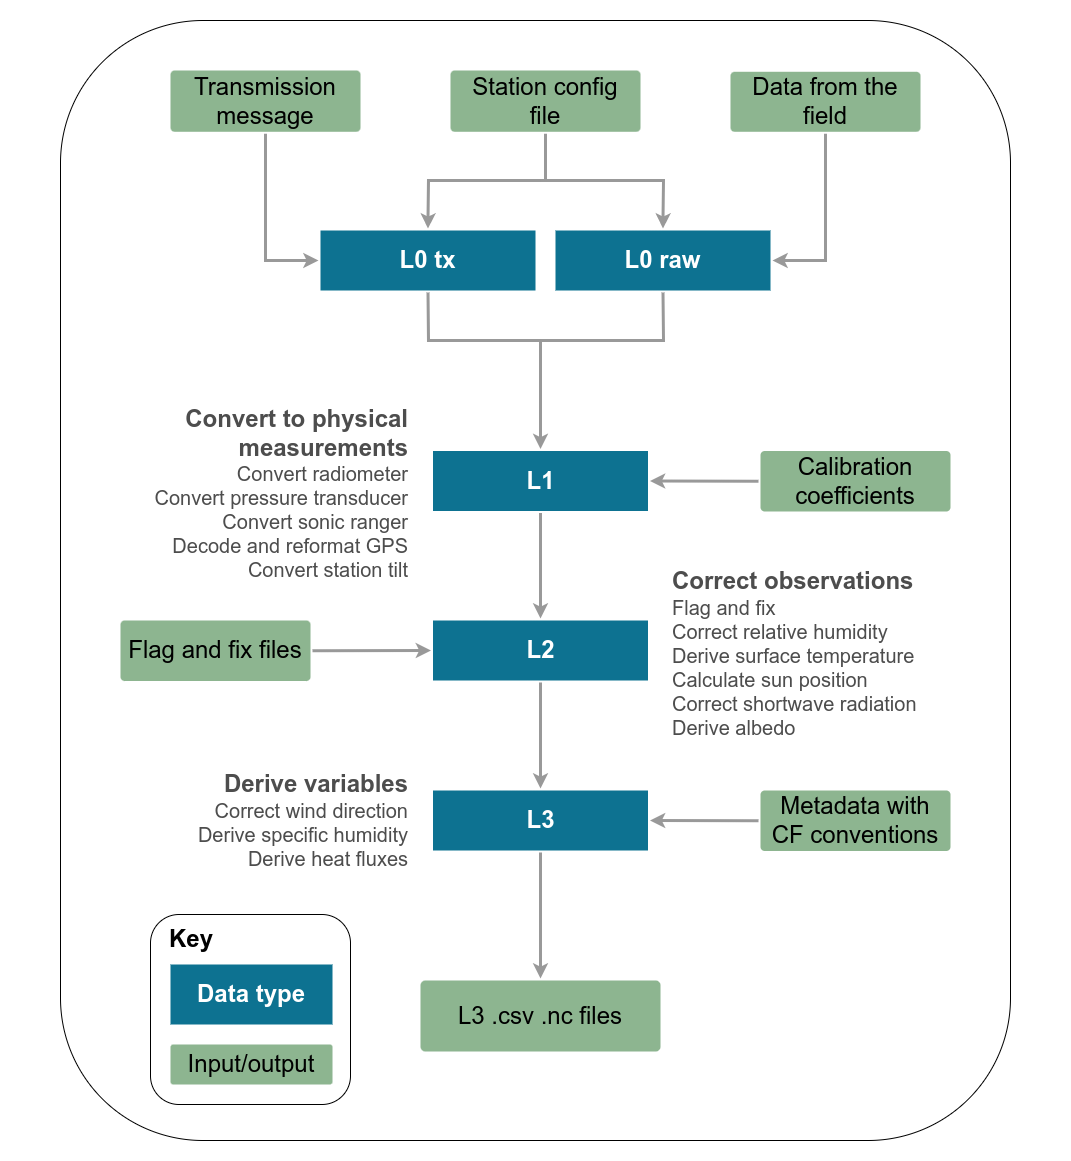 Transmission
message
Station config
file
Data from the
field
L0 tx
L0 raw
Convert to physical
measurements
Convert radiometer
Convert pressure transducer
Convert sonic ranger
Decode and reformat GPS
Convert station tilt
L1
Calibration
coefficients
Correct observations
Flag and fix
Correct relative humidity
Derive surface temperature
Calculate sun position
Correct shortwave radiation
Derive albedo
Flag and fix files
L2
Derive variables
Correct wind direction
Derive specific humidity
Derive heat fluxes
L3
Metadata with
CF conventions
Key
Data type
Input/output
L3 .csv .nc files